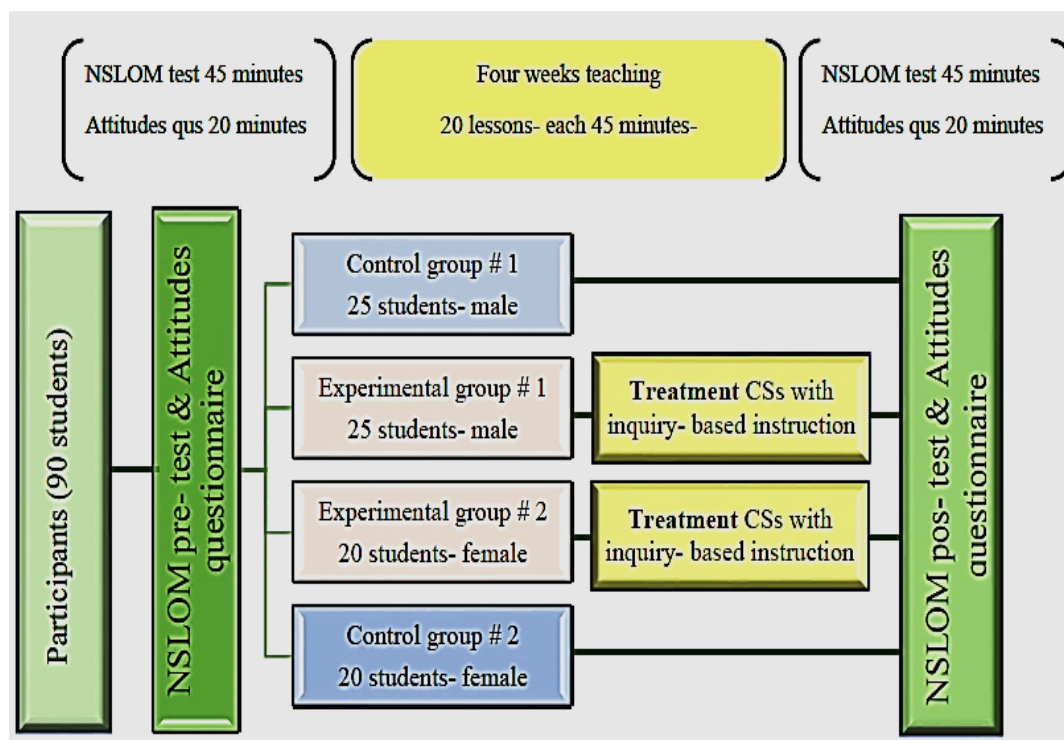 NSLOM test 45 minutes
Attitudes qus 20 minutes
Four weeks teaching
20 lessons- each 45 minutes-
NSLOM test 45 minutes
Attitudes qus 20 minutes
Participants (90 students)
NSLOM pre- test & Attitudes
questionnaire
Control group # 1
25 students- male
Experimental group # 1
25 students- male
Treatment CSs with
inquiry- based instruction
Experimental group # 2
20 students- female
Treatment CSs with
inquiry- based instruction
Control group # 2
20 students- female
NSLOM pos- test & Attitudes
questionnaire